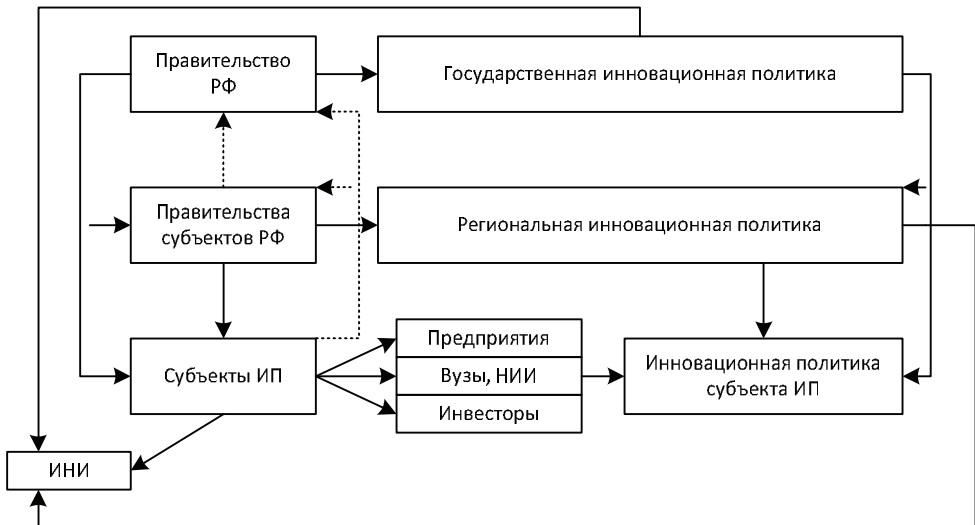 Правительство
РФ
Государственная инновационная политика
Правительства
субъектов РФ
Региональная инновационная политика
Субъекты ИП
Предприятия
Вузы, НИИ
Инвесторы
Инновационная политика
субъекта ИП
ИНИ